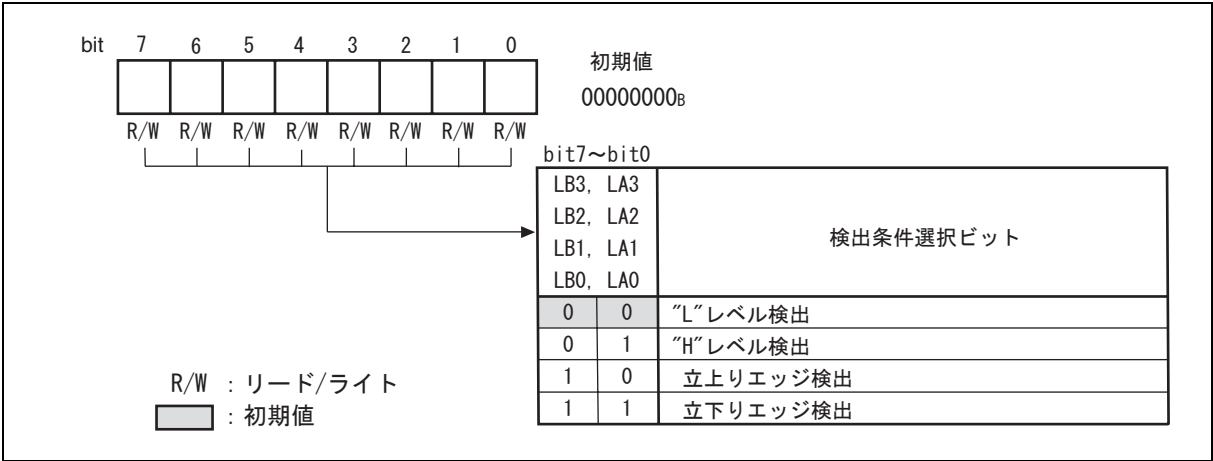 bit 7 6 5 4 3 2 1 0
初期値
00000000B
R/W R/W R/W R/W R/W R/W R/W R/W
bit7~bit0
LB3, LA3
LB2, LA2
LB1, LA1
LB0, LA0
検出条件選択ビット
0 0 "L"レベル検出
0 1 "H"レベル検出
1 0 立上りエッジ検出
1 1 立下りエッジ検出
R/W : リード/ライト
: 初期値